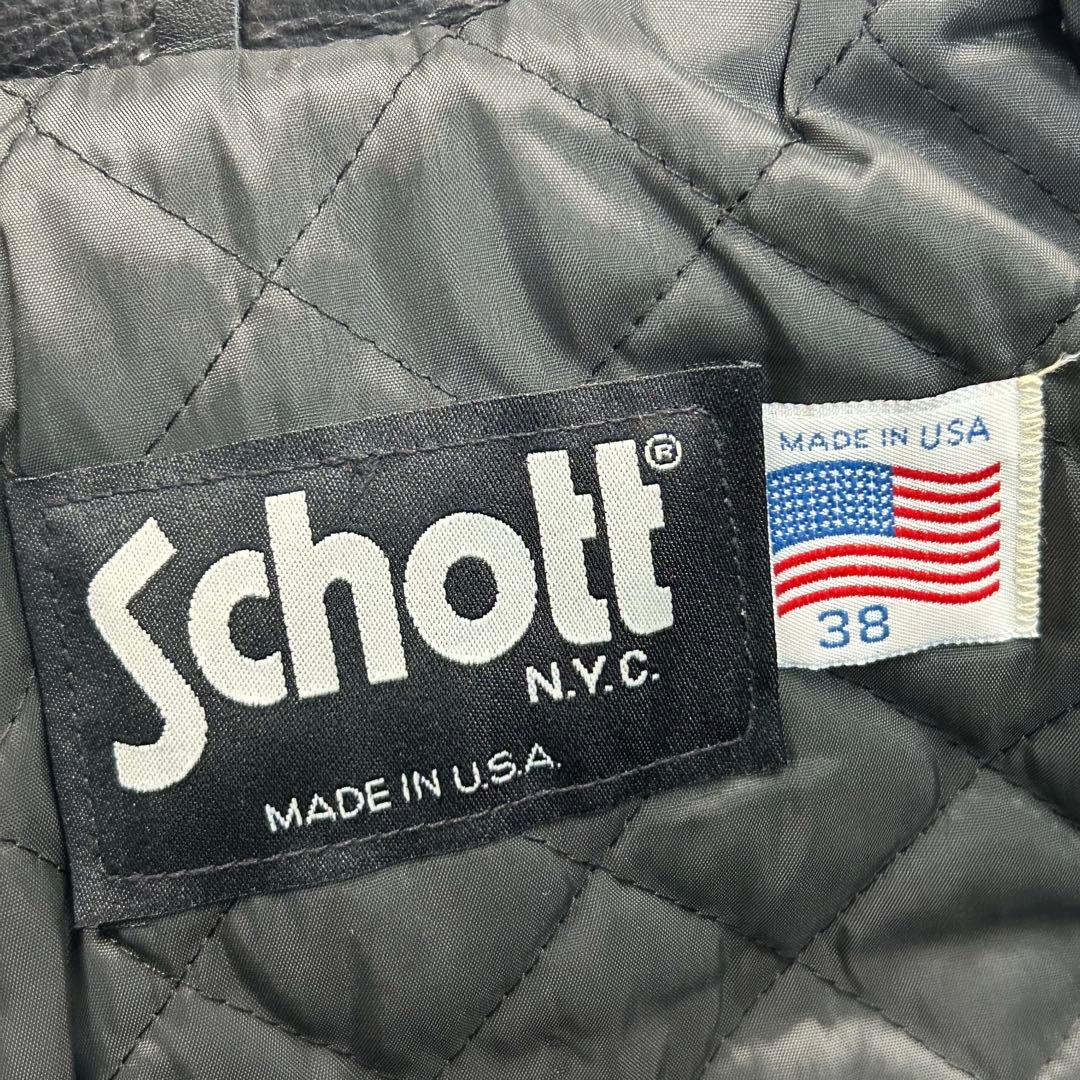 Schott®
N.Y.C.
MADE IN U.S.A.
MADE IN USA
38